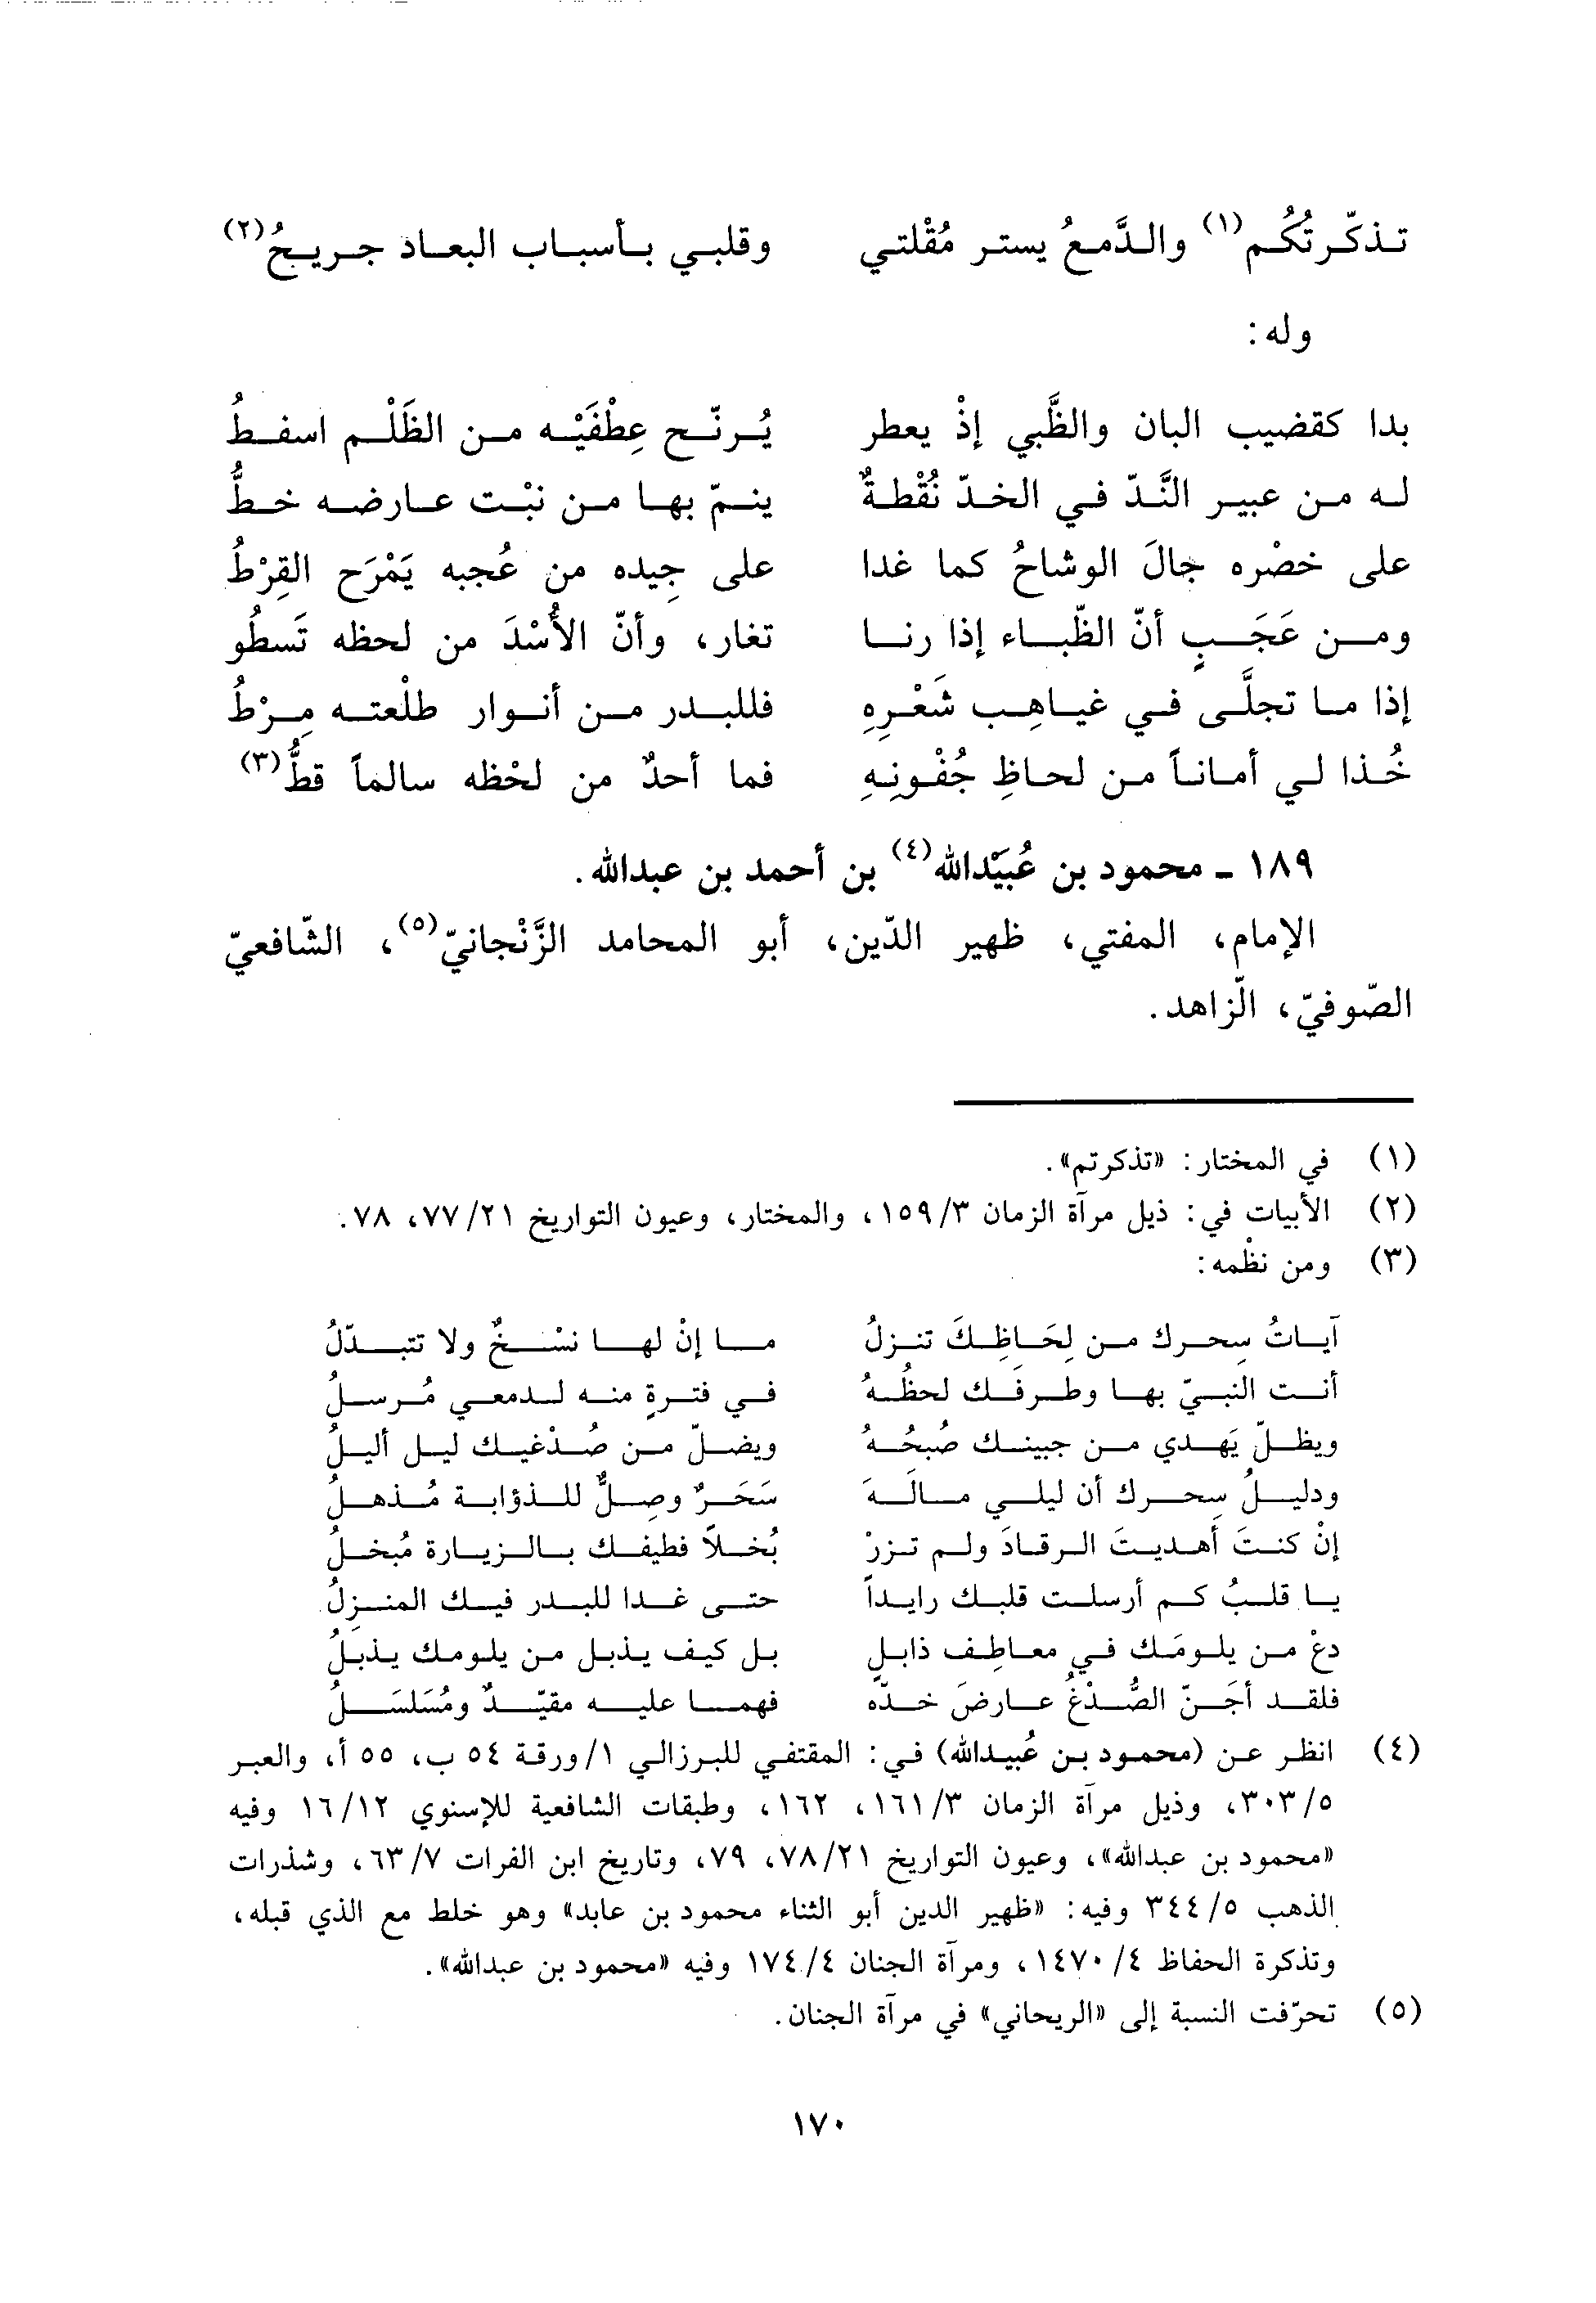 تذكّرتُكُم(١) والدَّمعُ يستر مُقْلتي وقلبي بأسباب البعاد جريحُ(٢)
وله:
بدا كقضيب البان والظَّبي إذْ يعطر يُرنّح عِطْفَيْه من الظَلْم اسفطُ
له من عبير النَّدّ في الخدّ نُقْطةٌ ينمّ بها من نبْت عارضه خطُّ
على خصْره جالَ الوشاحُ كما غدا على جِيده من عُجبه يَمْرَح القِرْطُ
ومن عَجَبٍ أنّ الظّباء إذا رنا تغار، وأنّ الأُسْدَ من لحظه تَسطُو
إذا ما تجلَّى في غياهِب شَعْرِهِ فللبدر من أنوار طلْعته مِرْطُ
خُذا لي أماناً من لحاظِ جُفْونِهِ فما أحدٌ من لحْظه سالماً قطُّ(٣)
١٨٩ - محمود بن عُبَيْدالله(٤) بن أحمد بن عبدالله.
الإمام، المفتي، ظهير الدّين، أبو المحامد الزَّنْجانيّ(٥)، الشّافعيّ
الصّوفيّ، الّزاهد.
(١) في المختار: «تذكرتم».
(٢) الأبيات في: ذيل مرآة الزمان ١٥٩/٣، والمختار، وعيون التواريخ ٧٧/٢١، ٧٨.
(٣) ومن نظْمه:
آياتُ سِحرك من لِحَاظِكَ تنزلُ ما إنْ لها نسْخٌ ولا تتبدّلُ
أنت النبيّ بها وطرفَك لحظُهُ في فترةٍ منه لدمعي مُرسلُ
ويظلّ يَهدي من جبينك صُبحُهُ ويضلّ من صُدْغيك ليل أليلُ
ودليلُ سِحرك أن ليلي مالَهَ سَحَرٌ وصِلٌّ للذؤابة مُذهلُ
إنْ كنتَ أهديتَ الرقادَ ولم تزرْ بُخلاً فطيفك بالزيارة مُبخلُ
يا قلبُ كم أرسلت قلبك رايداً حتى غدا للبدر فيك المنزِلُ
دعْ من يلومَك في معاطِف ذابلٍ بل كيف يذبل من يلومك يذبلُ
فلقد أجَنّ الصُّدْغُ عارضَ خدّه فهما عليه مقيّدٌ ومُسَلسَلُ
(٤) انظر عن (محمود بن عُبيدالله) في: المقتفي للبرزالي ١/ورقة ٥٤ ب، ٥٥ أ، والعبر
٣٠٣/٥، وذيل مرآة الزمان ١٦١/٣، ١٦٢، وطبقات الشافعية للإسنوي ١٦/١٢ وفيه
«محمود بن عبدالله»، وعيون التواريخ ٧٨/٢١، ٧٩، وتاريخ ابن الفرات ٦٣/٧، وشذرات
الذهب ٣٤٤/٥ وفيه: «ظهير الدين أبو الثناء محمود بن عابد» وهو خلط مع الذي قبله،
وتذكرة الحفاظ ١٤٧٠/٤، ومرآة الجنان ١٧٤/٤ وفيه «محمود بن عبدالله».
(٥) تحرّفت النسبة إلى «الريحاني» في مرآة الجنان.
١٧٠